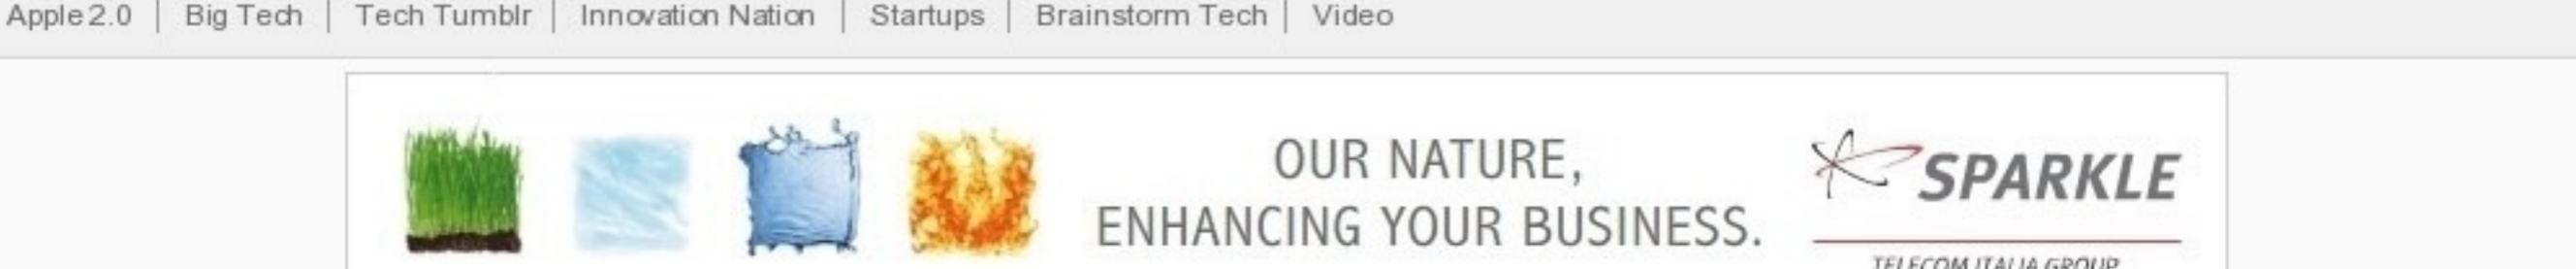 Apple 2.0 | Big Tech | Tech Tumblr | Innovation Nation | Startups | Brainstorm Tech | Video
OUR NATURE,
ENHANCING YOUR BUSINESS.
SPARKLE
TELECOM ITALIA GROUP